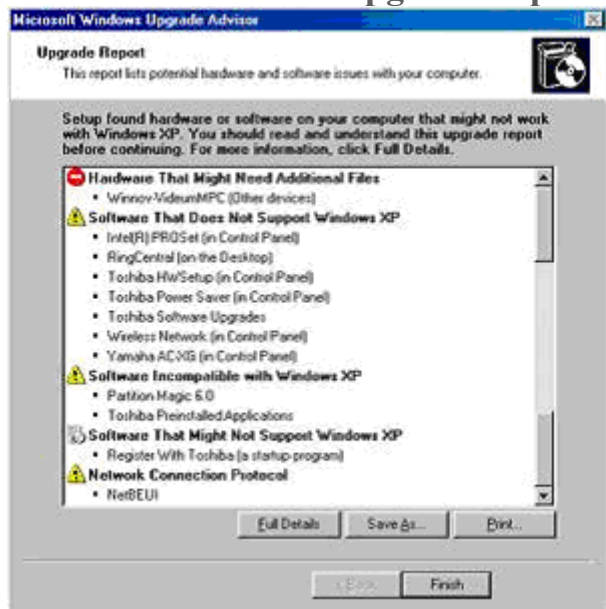 Microsoft Windows Upgrade Advisor
Upgrade Report
This report lists potential hardware and software issues with your computer.
Setup found hardware or software on your computer that might not work
with Windows XP. You should read and understand this upgrade report
before continuing. For more information, click Full Details.
Hardware That Might Need Additional Files
• Winnov-VideumMPC (Other devices)
Software That Does Not Support Windows XP
• Intel(R) PROSet (in Control Panel)
• RingCentral (on the Desktop)
• Toshiba HWSetup (in Control Panel)
• Toshiba Power Saver (in Control Panel)
• Toshiba Software Upgrades
• Wireless Network (in Control Panel)
• Yamaha AC-XG (in Control Panel)
Software Incompatible with Windows XP
• Partition Magic 6.0
• Toshiba Preinstalled Applications
Software That Might Not Support Windows XP
• Register With Toshiba (a startup program)
Network Connection Protocol
• NetBEUI
Full Details Save As... Print...
< Back Finish